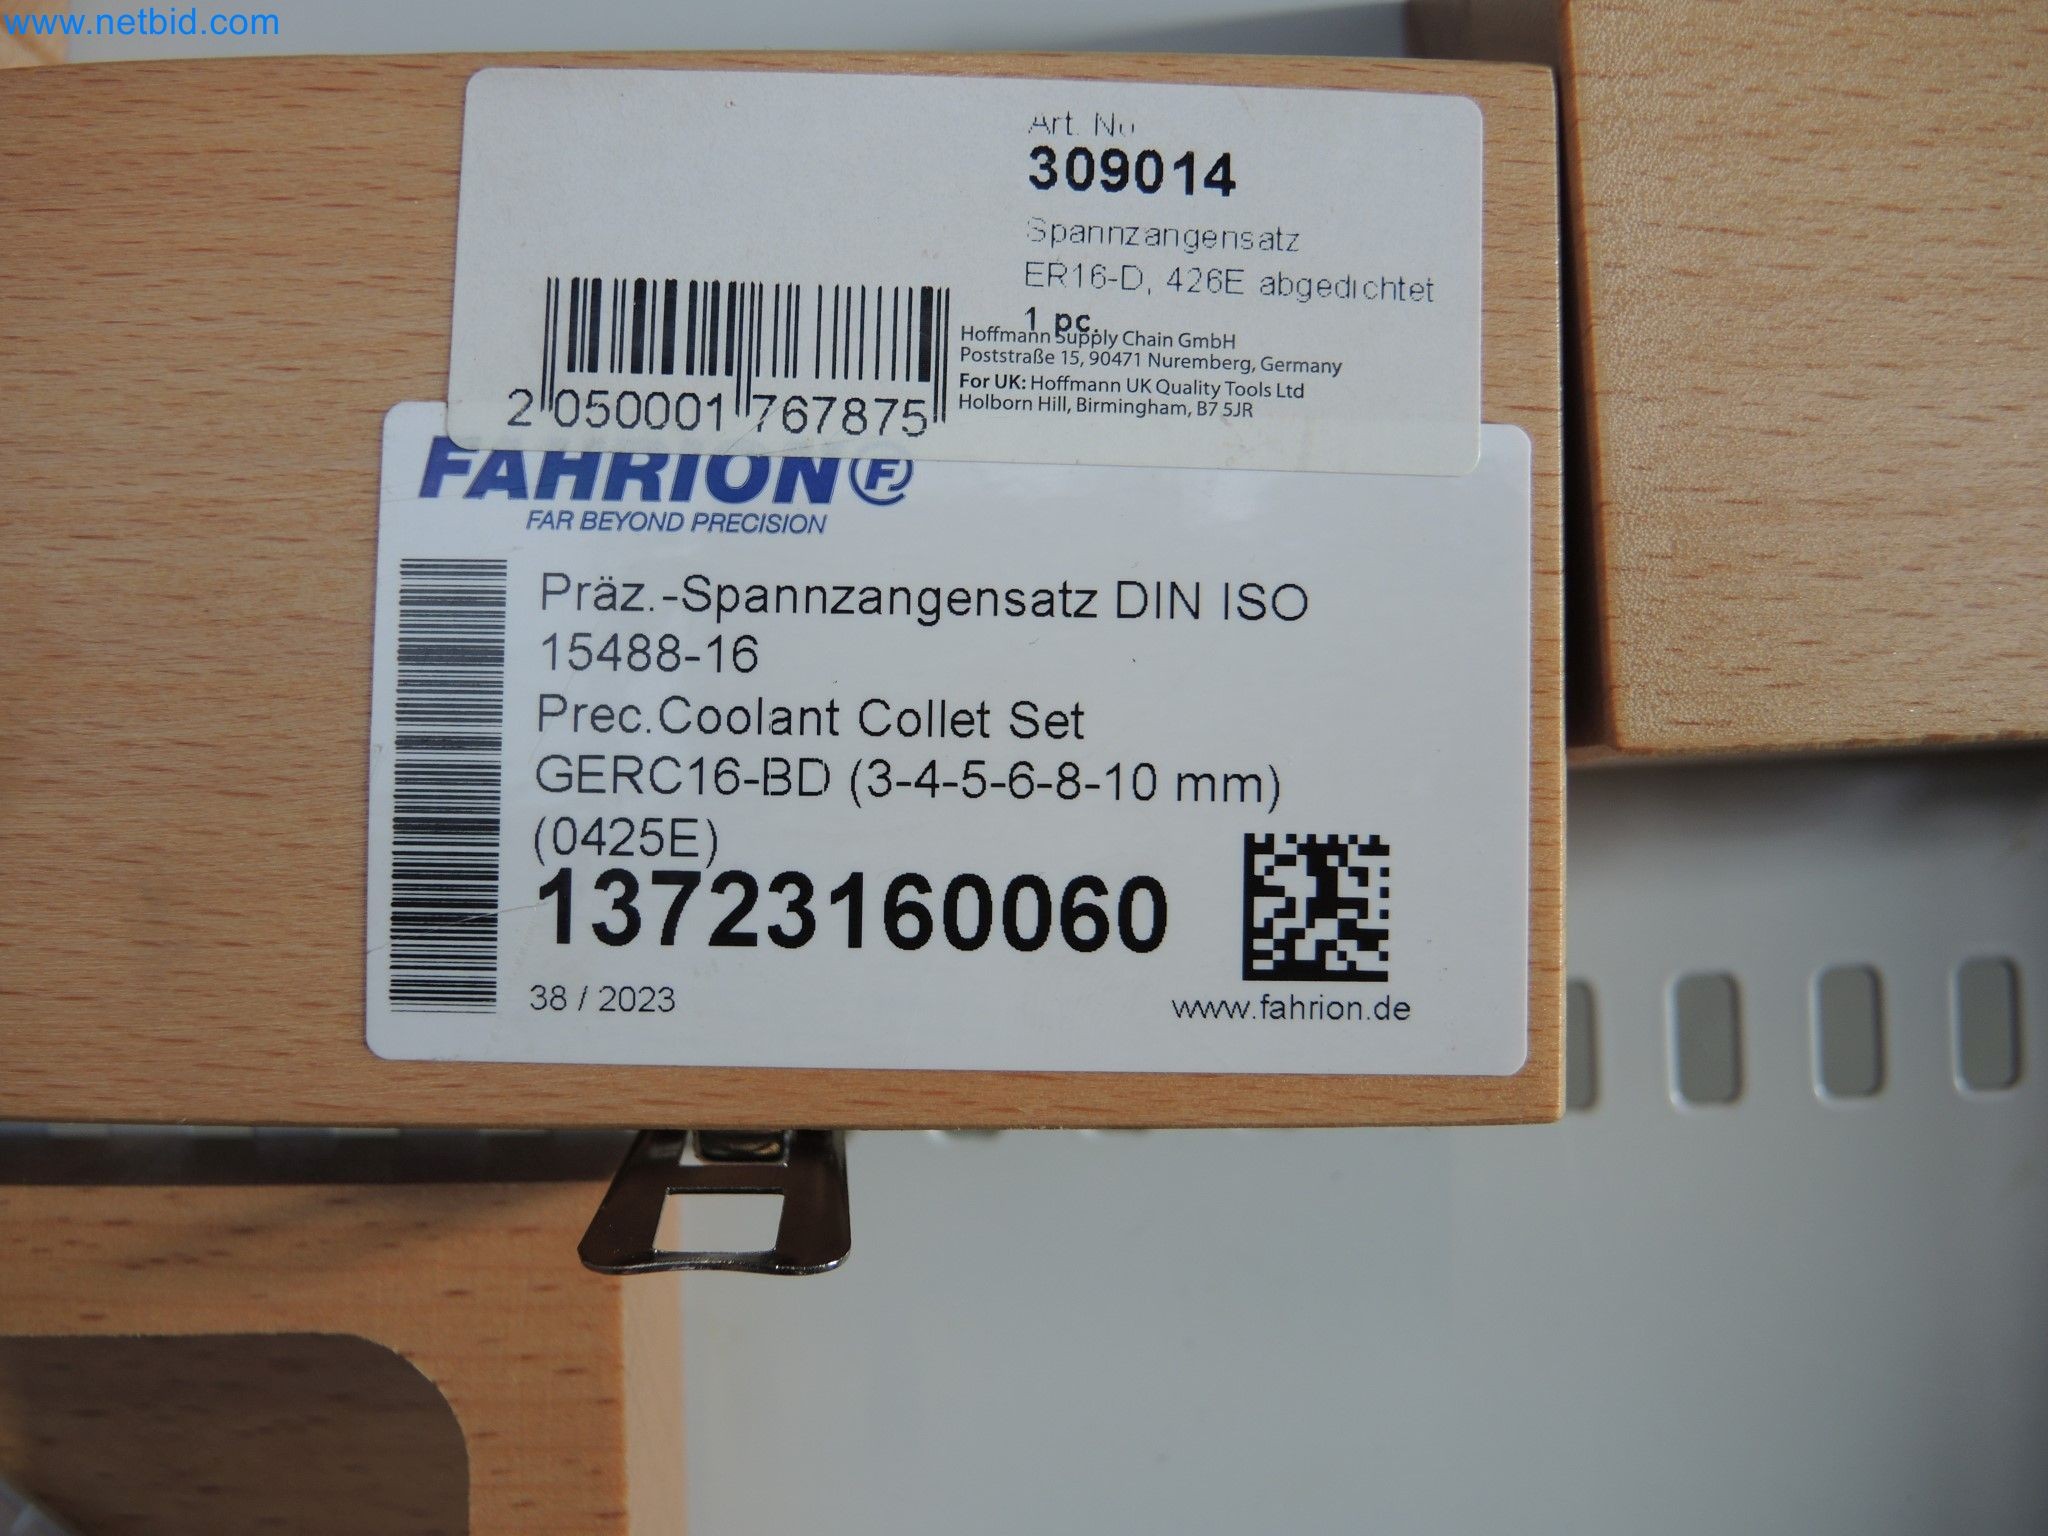 www.netbid.com
Art. No
309014
Spannzangensatz
ER16-D, 426E abgedichtet
1 pc.
Hoffmann Supply Chain GmbH
Poststraße 15, 90471 Nuremberg, Germany
For UK: Hoffmann UK Quality Tools Ltd
Holborn Hill, Birmingham, B7 5JR
2 050001 767875
FAHRION F
FAR BEYOND PRECISION
Präz.-Spannzangensatz DIN ISO
15488-16
Prec.Coolant Collet Set
GERC16-BD (3-4-5-6-8-10 mm)
(0425E)
13723160060
38 / 2023
www.fahrion.de